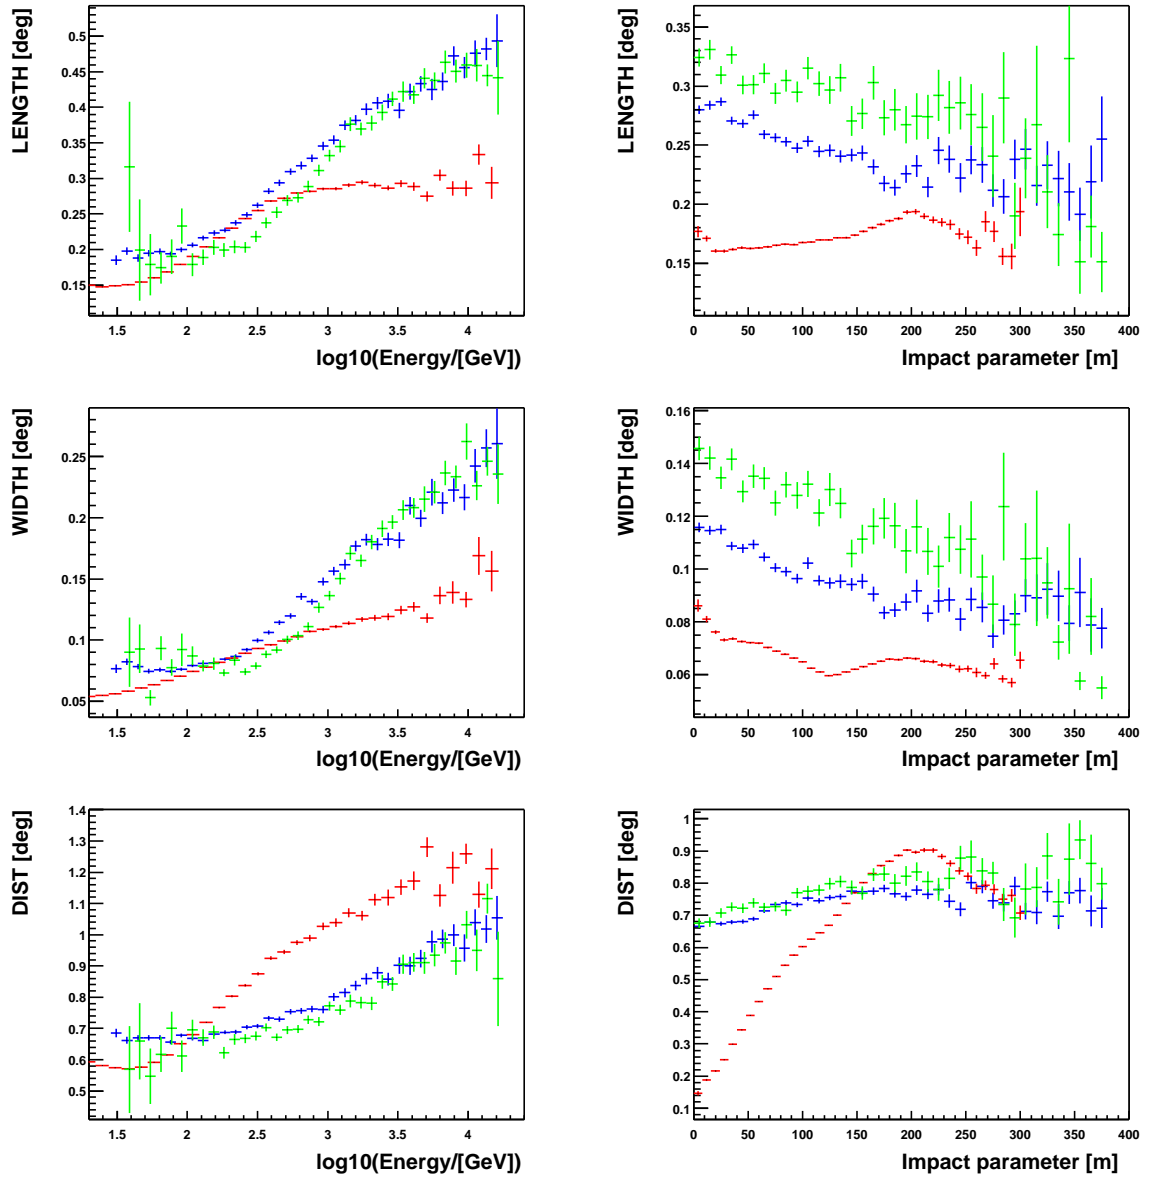 LENGTH [deg]
0.5
0.45
0.4
0.35
0.3
0.25
0.2
0.15
1.5 2 2.5 3 3.5 4
log10(Energy/[GeV])
LENGTH [deg]
0.35
0.3
0.25
0.2
0.15
0 50 100 150 200 250 300 350 400
Impact parameter [m]
WIDTH [deg]
0.25
0.2
0.15
0.1
0.05
1.5 2 2.5 3 3.5 4
log10(Energy/[GeV])
WIDTH [deg]
0.16
0.14
0.12
0.1
0.08
0.06
0 50 100 150 200 250 300 350 400
Impact parameter [m]
DIST [deg]
1.4
1.3
1.2
1.1
1
0.9
0.8
0.7
0.6
0.5
1.5 2 2.5 3 3.5 4
log10(Energy/[GeV])
DIST [deg]
1
0.9
0.8
0.7
0.6
0.5
0.4
0.3
0.2
0.1
0 50 100 150 200 250 300 350 400
Impact parameter [m]